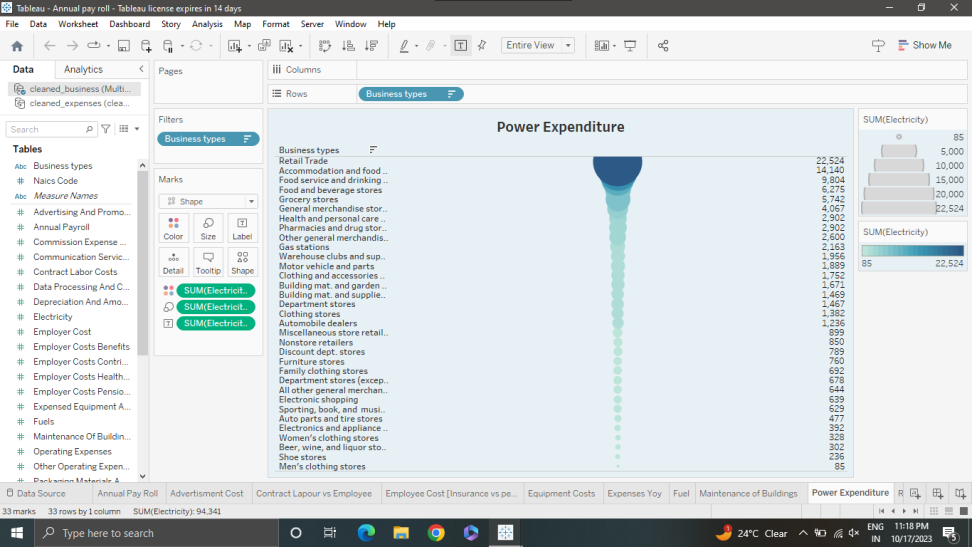 Tableau - Annual pay roll - Tableau license expires in 14 days
File Data Worksheet Dashboard Story Analysis Map Format Server Window Help
Entire View
Show Me
Data Analytics
cleaned_business (Multi...
cleaned_expenses (clea...
Search
Tables
Abc Business types
# Naics Code
Abc Measure Names
# Advertising And Promo...
# Annual Payroll
# Commission Expense ...
# Communication Servic...
# Contract Labor Costs
# Data Processing And C...
# Depreciation And Amo...
# Electricity
# Employer Cost
# Employer Costs Benefits
# Employer Costs Contri...
# Employer Costs Health...
# Employer Costs Pensio...
# Expensed Equipment A...
# Fuels
# Maintenance Of Buildin...
# Operating Expenses
# Other Operating Expen...
# Packaging Materials A...
Pages
Filters
Business types
Marks
Shape
Color Size Label
Detail Tooltip Shape
SUM(Electricit..
SUM(Electricit..
SUM(Electricit..
Columns
Rows Business types
Power Expenditure
Business types
Retail Trade 22,524
Accommodation and food .. 14,140
Food service and drinking .. 9,804
Food and beverage stores 6,275
Grocery stores 5,742
General merchandise stor.. 4,067
Health and personal care .. 2,902
Pharmacies and drug stor.. 2,902
Other general merchandis.. 2,600
Gas stations 2,163
Warehouse clubs and sup.. 1,956
Motor vehicle and parts 1,889
Clothing and accessories .. 1,752
Building mat. and garden .. 1,671
Building mat. and supplie.. 1,469
Department stores 1,467
Clothing stores 1,382
Automobile dealers 1,236
Miscellaneous store retail.. 899
Nonstore retailers 850
Discount dept. stores 789
Furniture stores 760
Family clothing stores 692
Department stores (excep.. 678
All other general merchan.. 644
Electronic shopping 639
Sporting, book, and musi.. 629
Auto parts and tire stores 477
Electronics and appliance .. 392
Women's clothing stores 328
Beer, wine, and liquor sto.. 302
Shoe stores 236
Men's clothing stores 85
SUM(Electricity)
85
5,000
10,000
15,000
20,000
22,524
SUM(Electricity)
85 22,524
Data Source Annual Pay Roll Advertisment Cost Contract Lapour vs Employee Employee Cost [Insurance vs pe... Equipment Costs Expenses Yoy Fuel Maintenance of Buildings Power Expenditure R
33 marks 33 rows by 1 column SUM(Electricity): 94,341
Type here to search
24°C Clear
ENG
IN
11:18 PM
10/17/2023
5